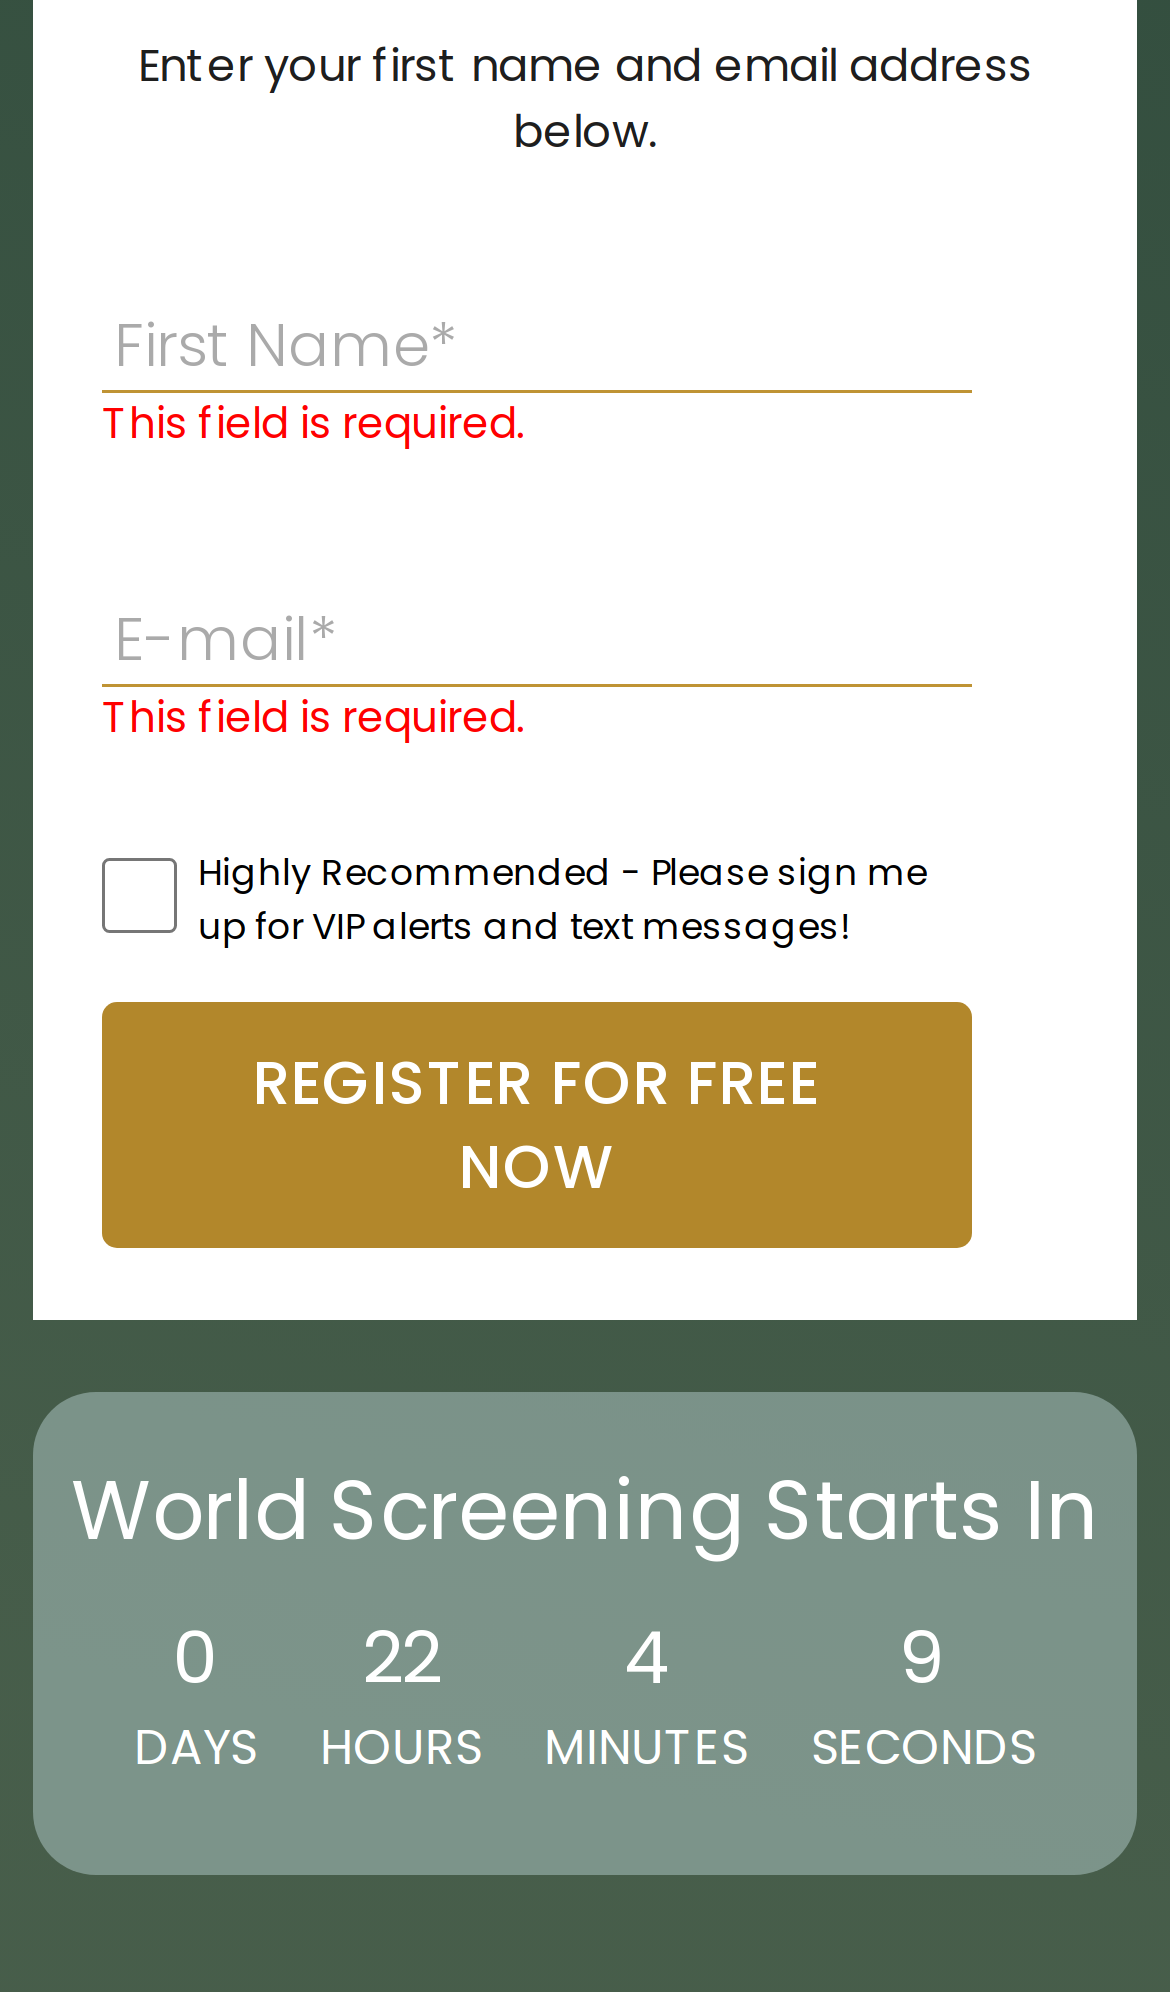 Enter your first name and email address
below.
First Name*
This field is required.
E-mail*
This field is required.
Highly Recommended - Please sign me
up for VIP alerts and text messages!
REGISTER FOR FREE
NOW
World Screening Starts In
0 22 4 9
DAYS HOURS MINUTES SECONDS